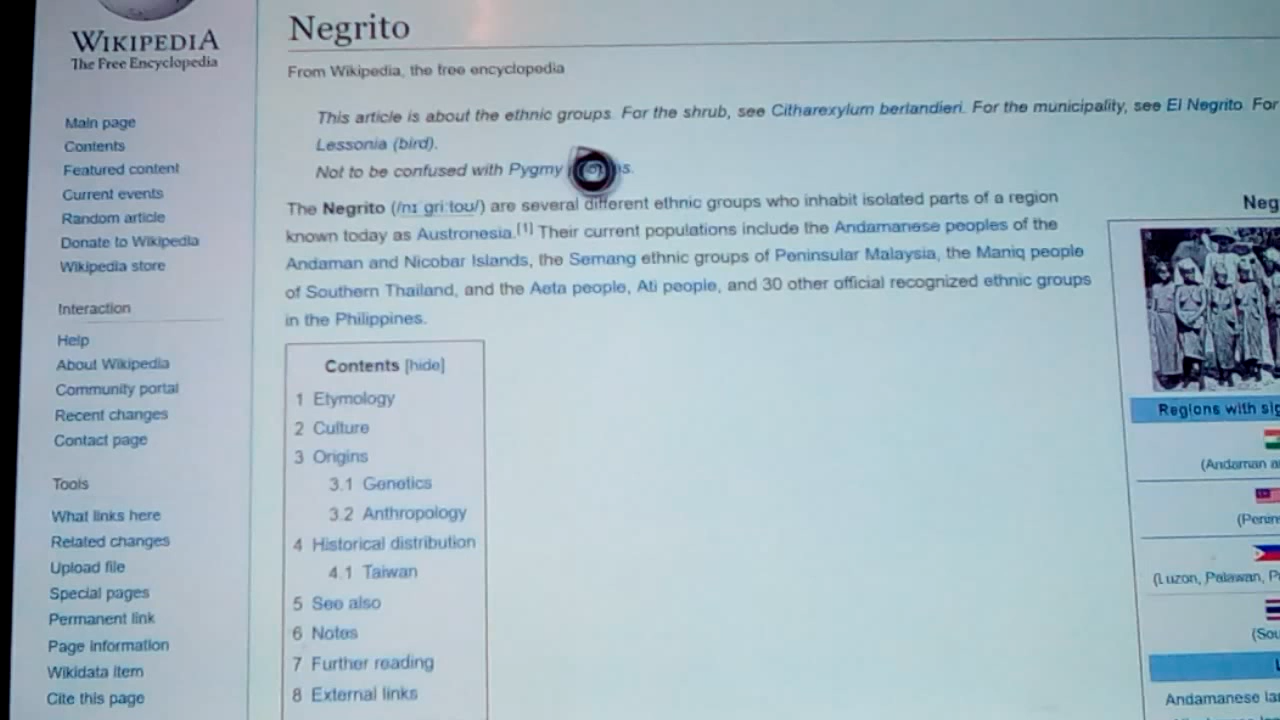 WIKIPEDIA
The Free Encyclopedia
Main page
Contents
Featured content
Current events
Random article
Donate to Wikipedia
Wikipedia store
Interaction
Help
About Wikipedia
Community portal
Recent changes
Contact page
Tools
What links here
Related changes
Upload file
Special pages
Permanent link
Page information
Wikidata item
Cite this page
Negrito
From Wikipedia, the free encyclopedia
This article is about the ethnic groups. For the shrub, see Citharexylum berlandieri. For the municipality, see El Negrito. For
Lessonia (bird).
Not to be confused with Pygmy
The Negrito (/nɪˈɡriːtoʊ/) are several different ethnic groups who inhabit isolated parts of a region
known today as Austronesia.[1] Their current populations include the Andamanese peoples of the
Andaman and Nicobar Islands, the Semang ethnic groups of Peninsular Malaysia, the Maniq people
of Southern Thailand, and the Aeta people, Ati people, and 30 other official recognized ethnic groups
in the Philippines.
Contents [hide]
1 Etymology
2 Culture
3 Origins
3.1 Genetics
3.2 Anthropology
4 Historical distribution
4.1 Taiwan
5 See also
6 Notes
7 Further reading
8 External links
Neg
Regions with sig
(Andaman a
(Penin
(Luzon, Palawan, P
(Sou
Andamanese la